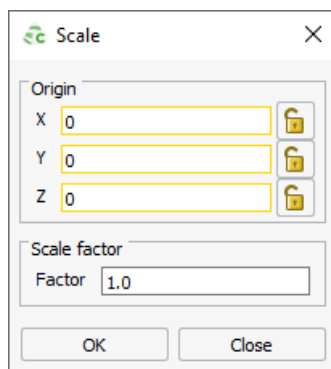 Scale
Origin
X 0
Y 0
Z 0
Scale factor
Factor 1.0
OK Close